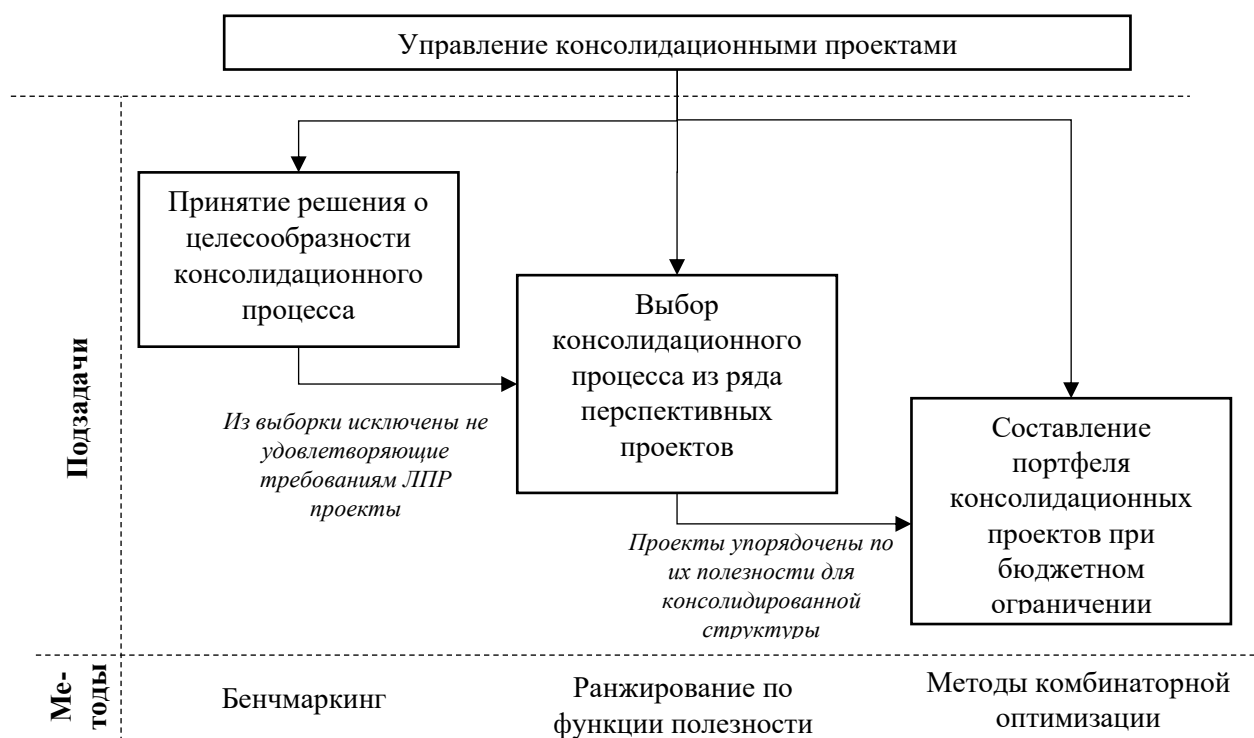 Управление консолидационными проектами
Подзадачи
Принятие решения о
целесообразности
консолидационного
процесса
Из выборки исключены не
удовлетворяющие
требованиям ЛПР
проекты
Выбор
консолидационного
процесса из ряда
перспективных
проектов
Проекты упорядочены по
их полезности для
консолидированной
структуры
Составление
портфеля
консолидационных
проектов при
бюджетном
ограничении
Ме-
тоды
Бенчмаркинг
Ранжирование по
функции полезности
Методы комбинаторной
оптимизации